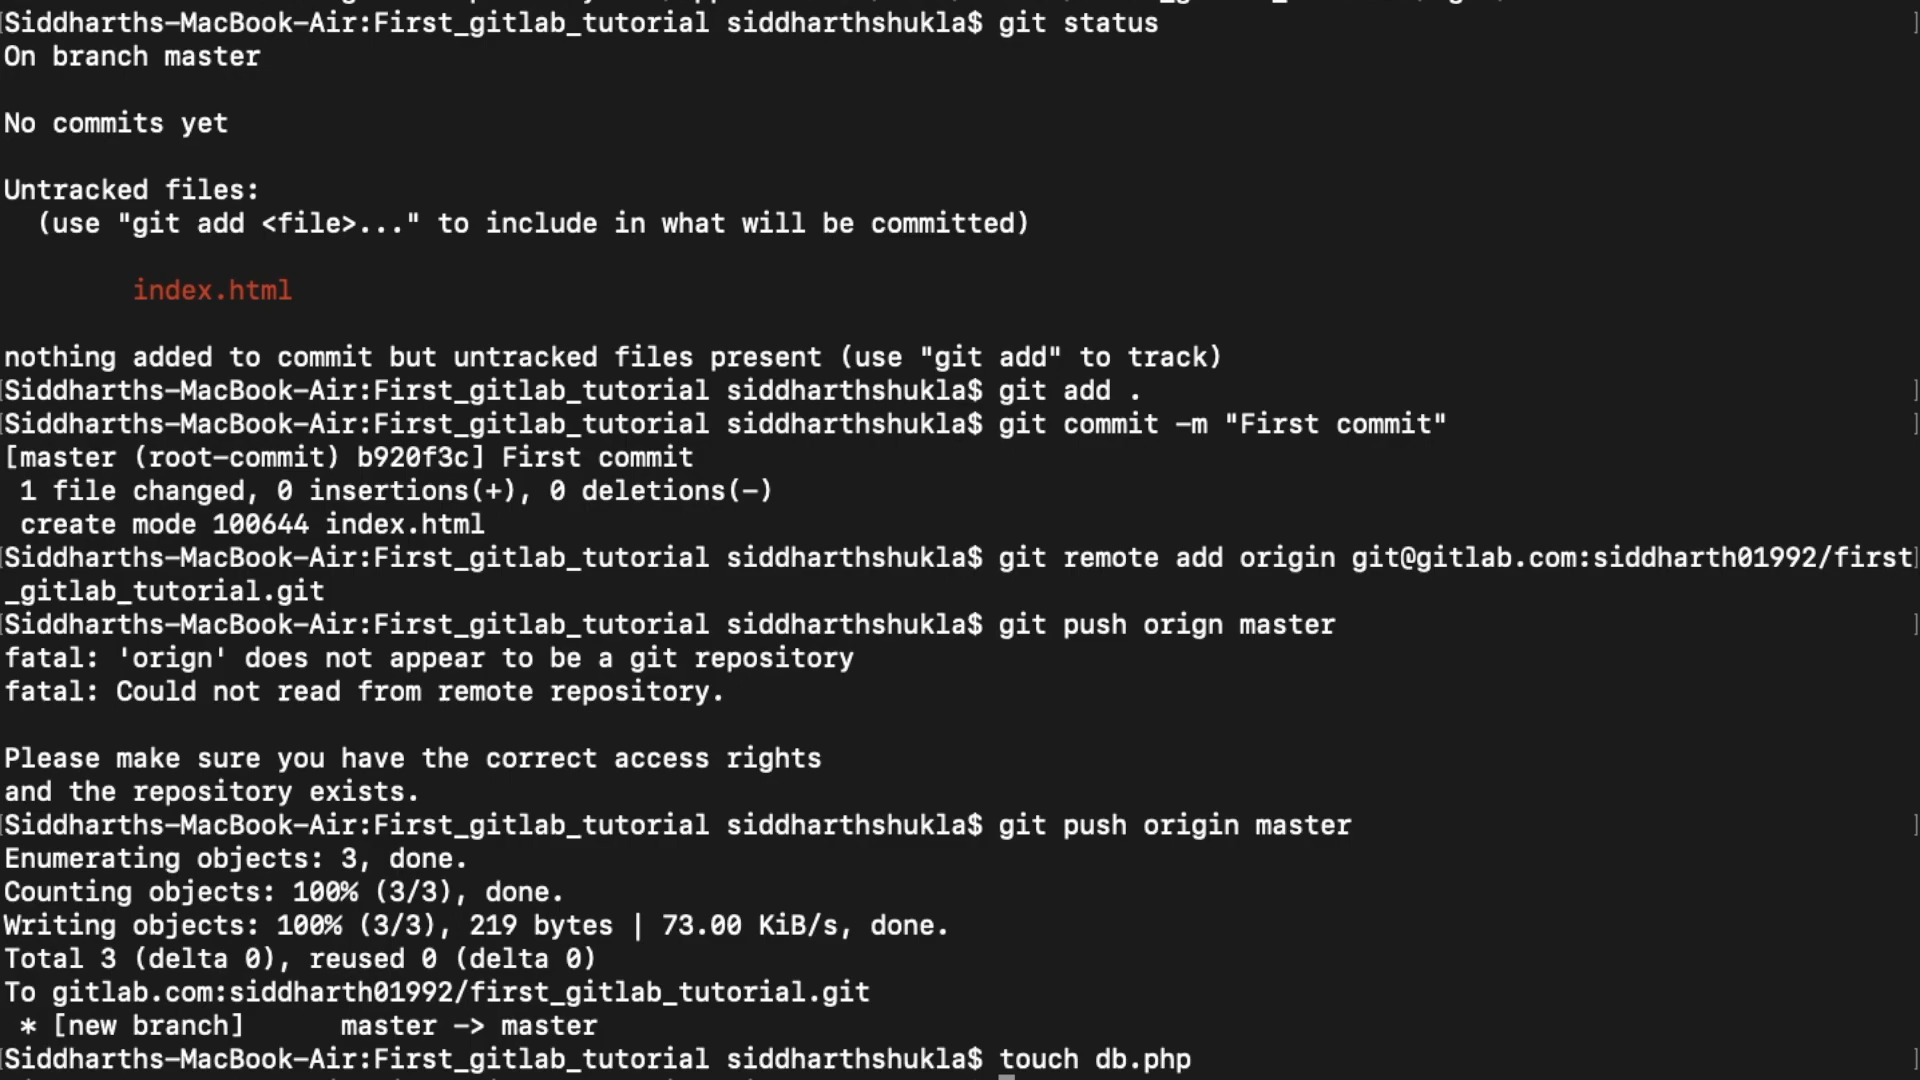 Siddharths-MacBook-Air:First_gitlab_tutorial siddharthshukla$ git status
On branch master
No commits yet
Untracked files:
(use "git add <file>..." to include in what will be committed)
index.html
nothing added to commit but untracked files present (use "git add" to track)
Siddharths-MacBook-Air:First_gitlab_tutorial siddharthshukla$ git add .
Siddharths-MacBook-Air:First_gitlab_tutorial siddharthshukla$ git commit -m "First commit"
[master (root-commit) b920f3c] First commit
1 file changed, 0 insertions(+), 0 deletions(-)
create mode 100644 index.html
Siddharths-MacBook-Air:First_gitlab_tutorial siddharthshukla$ git remote add origin git@gitlab.com:siddharth01992/first
_gitlab_tutorial.git
Siddharths-MacBook-Air:First_gitlab_tutorial siddharthshukla$ git push orign master
fatal: 'orign' does not appear to be a git repository
fatal: Could not read from remote repository.
Please make sure you have the correct access rights
and the repository exists.
Siddharths-MacBook-Air:First_gitlab_tutorial siddharthshukla$ git push origin master
Enumerating objects: 3, done.
Counting objects: 100% (3/3), done.
Writing objects: 100% (3/3), 219 bytes | 73.00 KiB/s, done.
Total 3 (delta 0), reused 0 (delta 0)
To gitlab.com:siddharth01992/first_gitlab_tutorial.git
* [new branch]      master -> master
Siddharths-MacBook-Air:First_gitlab_tutorial siddharthshukla$ touch db.php